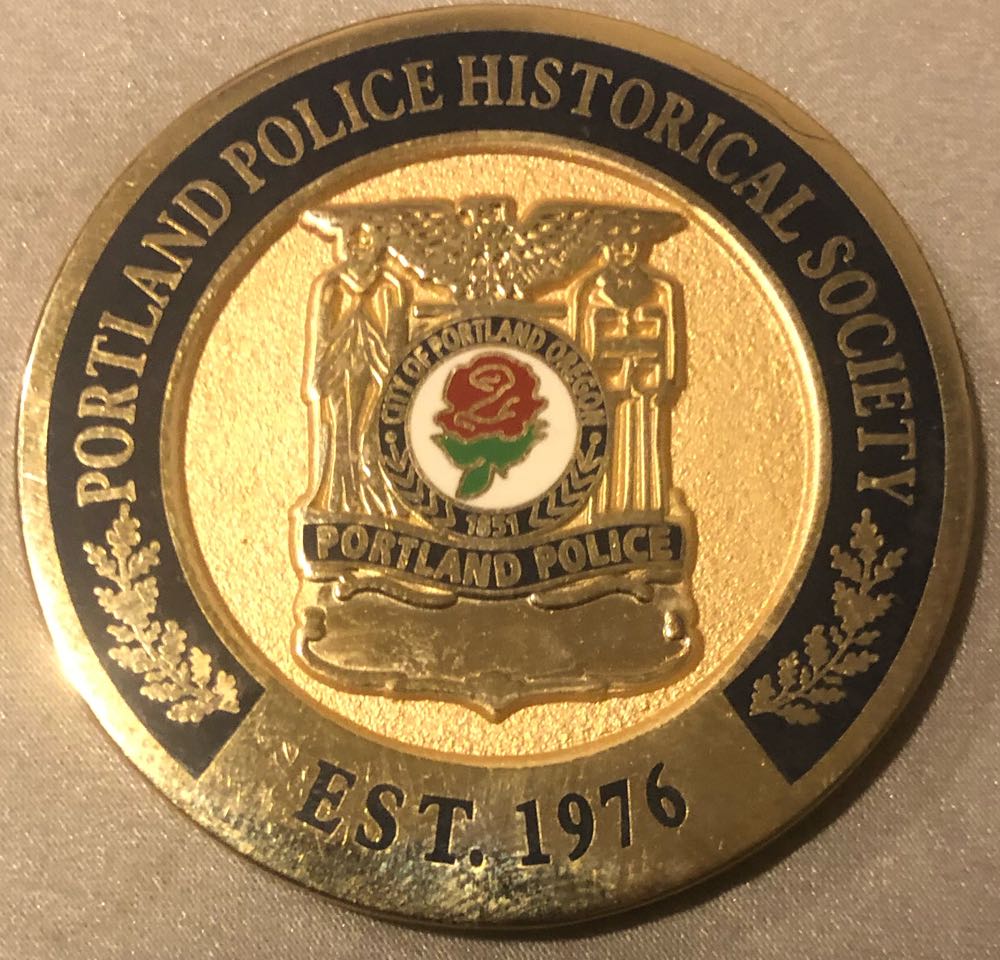 PORTLAND POLICE HISTORICAL SOCIETY
CITY OF PORTLAND OREGON
1851
PORTLAND POLICE
EST. 1976